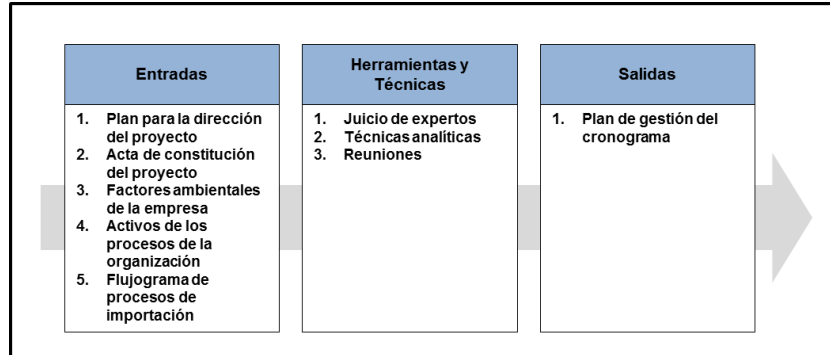 Entradas
1. Plan para la dirección
del proyecto
2. Acta de constitución
del proyecto
3. Factores ambientales
de la empresa
4. Activos de los
procesos de la
organización
5. Flujograma de
procesos de
importación
Herramientas y
Técnicas
1. Juicio de expertos
2. Técnicas analíticas
3. Reuniones
Salidas
1. Plan de gestión del
cronograma